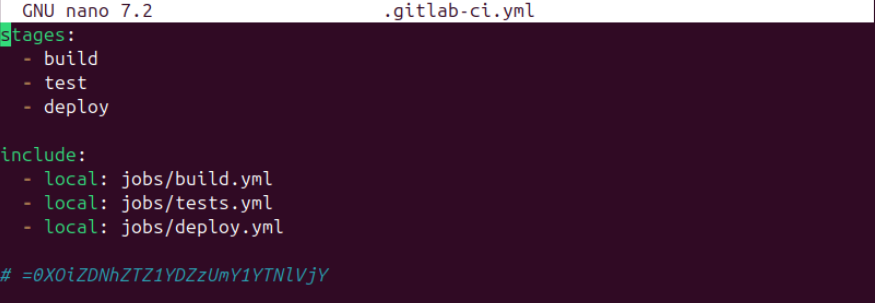 GNU nano 7.2 .gitlab-ci.yml
stages:
  - build
  - test
  - deploy
include:
  - local: jobs/build.yml
  - local: jobs/tests.yml
  - local: jobs/deploy.yml
# =0XOiZDNhZTZ1YDZzUmY1YTNlVjY